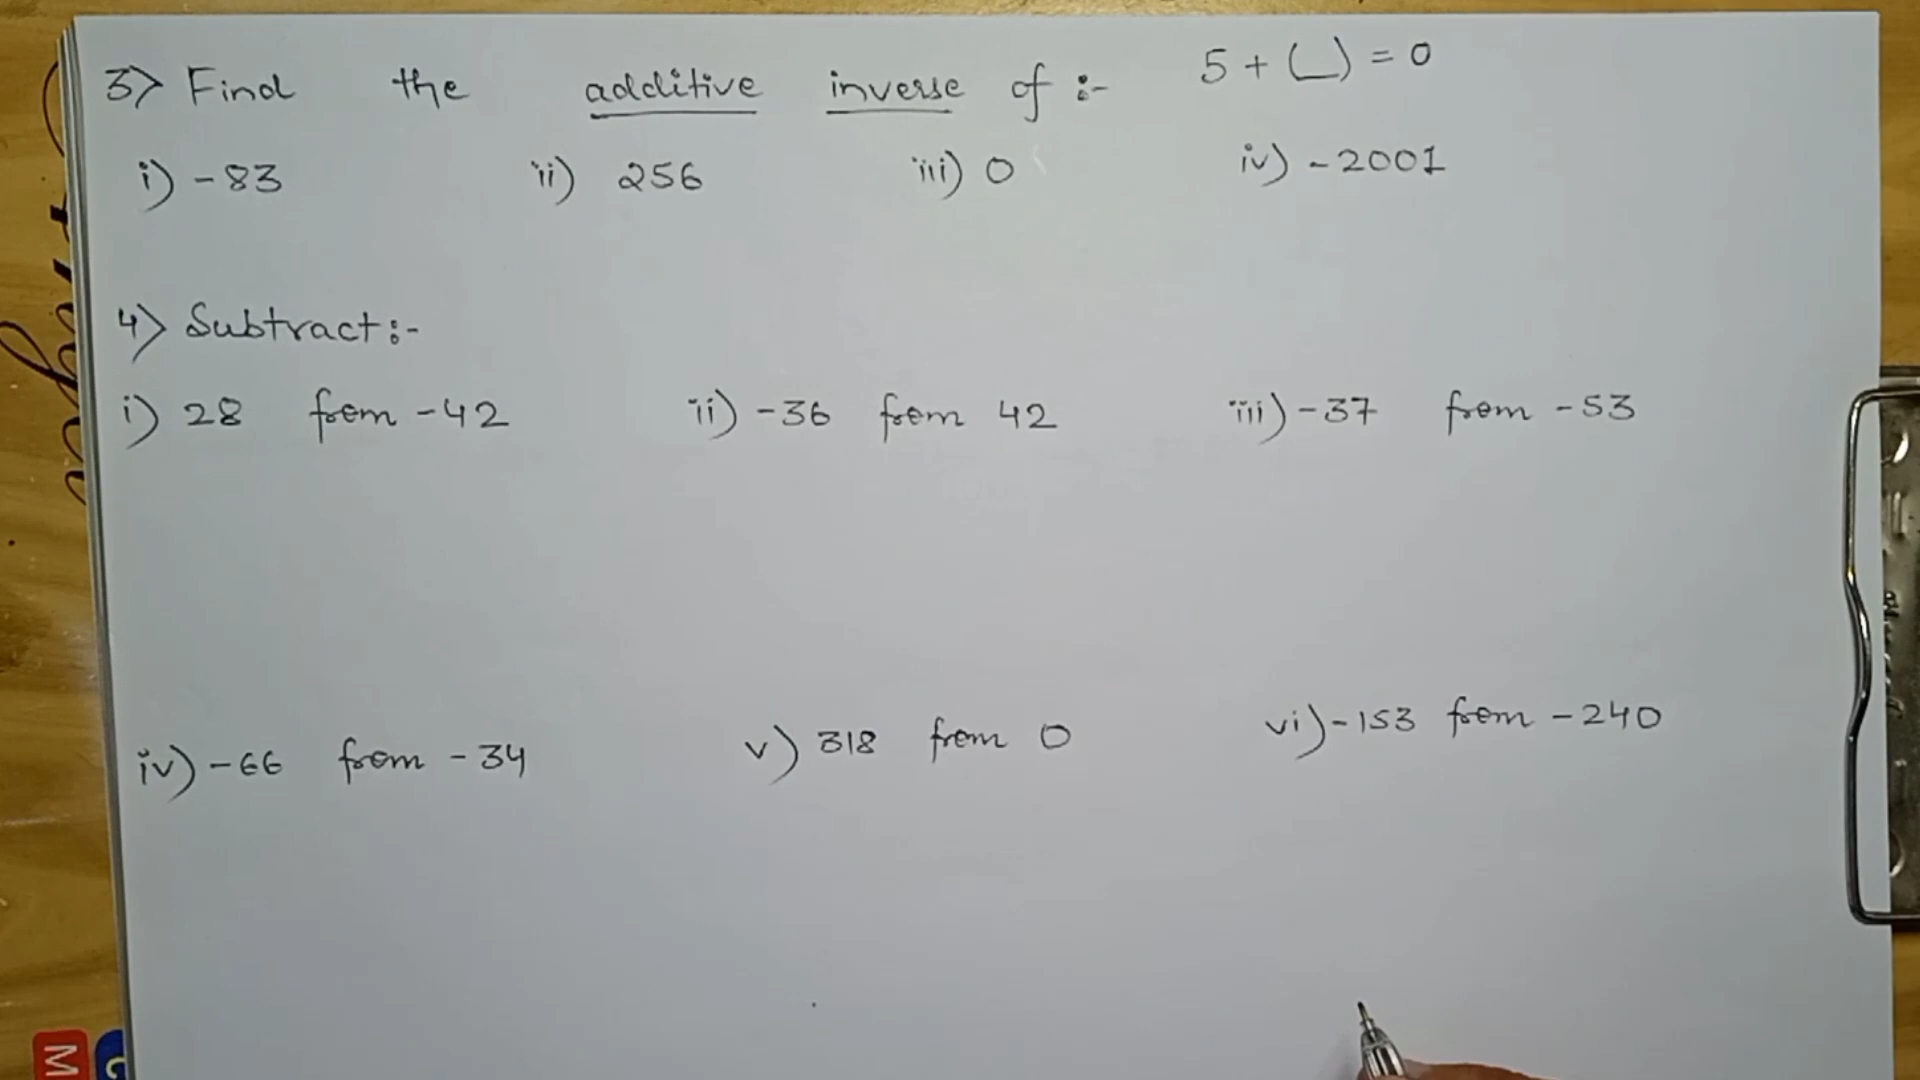 3) Find the additive inverse of :- 5 + (_) = 0
i) -83 ii) 256 iii) 0 iv) -2001
4) Subtract :-
i) 28 from -42 ii) -36 from 42 iii) -37 from -53
iv) -66 from -34 v) 318 from 0 vi) -153 from -240
M